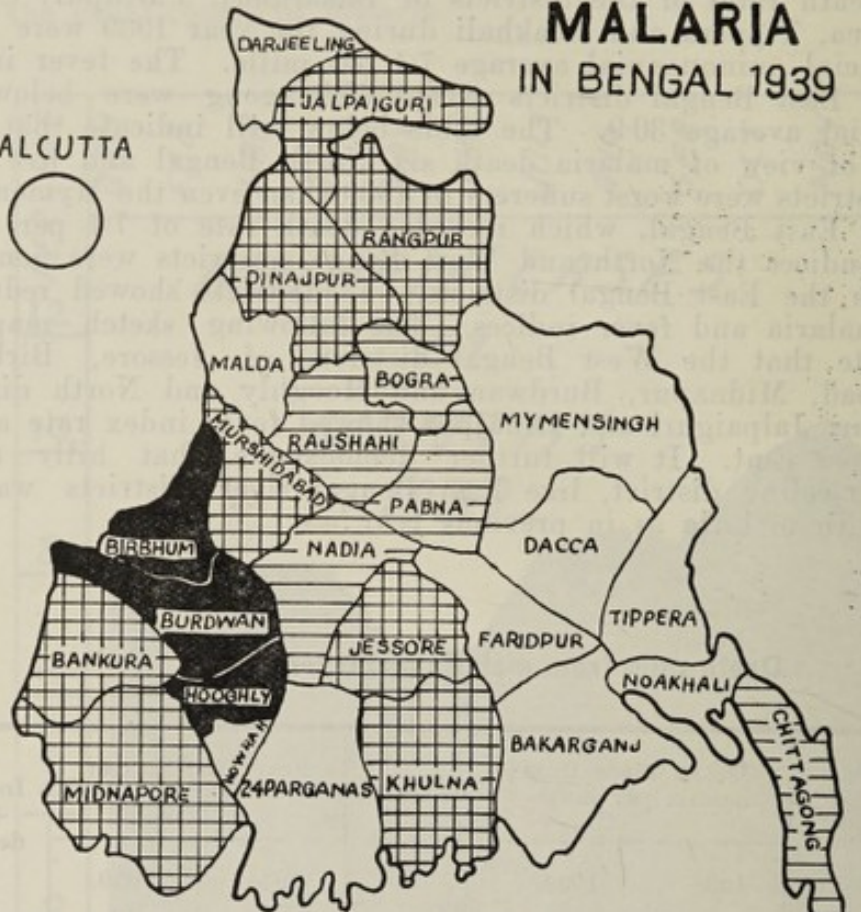 MALARIA
IN BENGAL 1939
ALCUTTA
DARJEELING
JALPAIGURI
RANGPUR
DINAJPUR
MALDA
BOGRA
MYMENSINGH
MURSHIDABAD
RAJSHAHI
PABNA
NADIA
DACCA
BIRBHUM
BURDWAN
TIPPERA
BANKURA
JESSORE
FARIDPUR
HOOGHLY
NOAKHALI
HOWRAH
BAKARGANJ
CHITTAGONG
MIDNAPORE
24PARGANAS
KHULNA